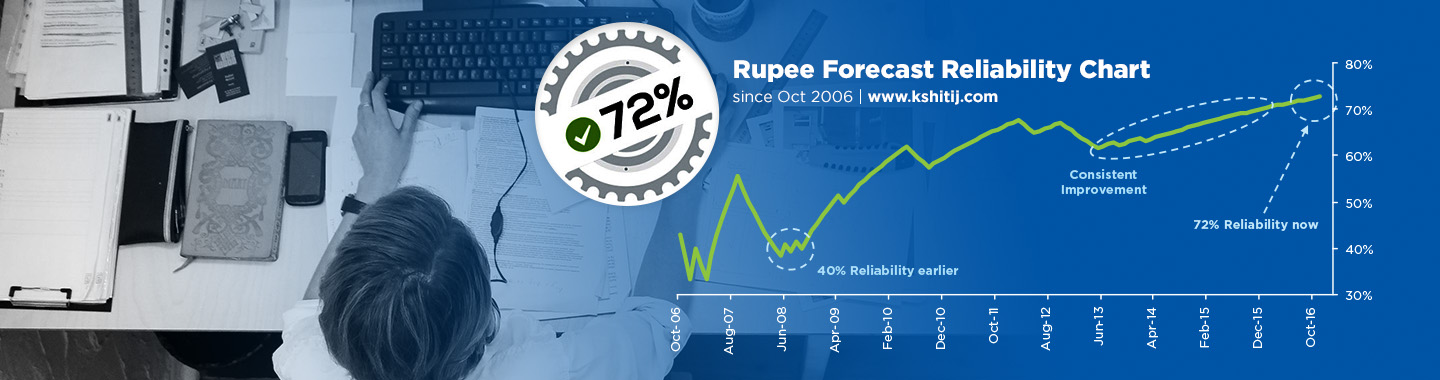 72%
Rupee Forecast Reliability Chart
since Oct 2006 | www.kshitij.com
80%
70%
60%
50%
40%
30%
Consistent
Improvement
72% Reliability now
40% Reliability earlier
Oct-06
Aug-07
Jun-08
Apr-09
Feb-10
Dec-10
Oct-11
Aug-12
Jun-13
Apr-14
Feb-15
Dec-15
Oct-16